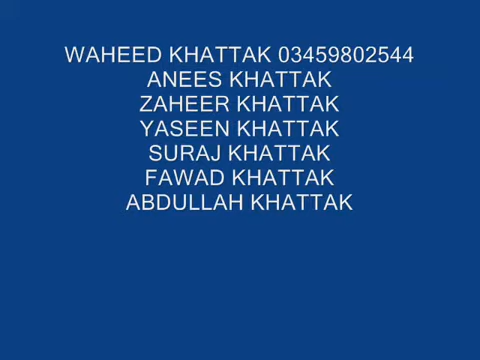 WAHEED KHATTAK 03459802544
ANEES KHATTAK
ZAHEER KHATTAK
YASEEN KHATTAK
SURAJ KHATTAK
FAWAD KHATTAK
ABDULLAH KHATTAK